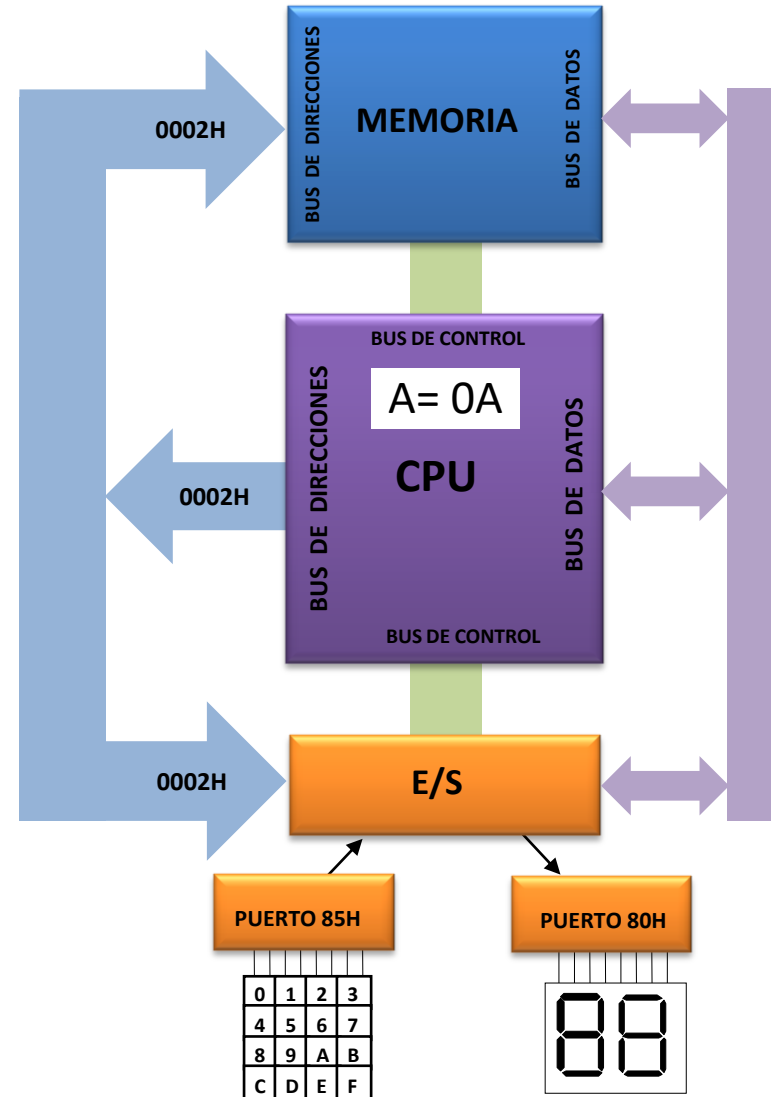 0002H
BUS DE DIRECCIONES
MEMORIA
BUS DE DATOS
BUS DE CONTROL
A= 0A
0002H
BUS DE DIRECCIONES
CPU
BUS DE DATOS
BUS DE CONTROL
0002H
E/S
PUERTO 85H
PUERTO 80H
0 1 2 3
4 5 6 7
8 9 A B
C D E F
88